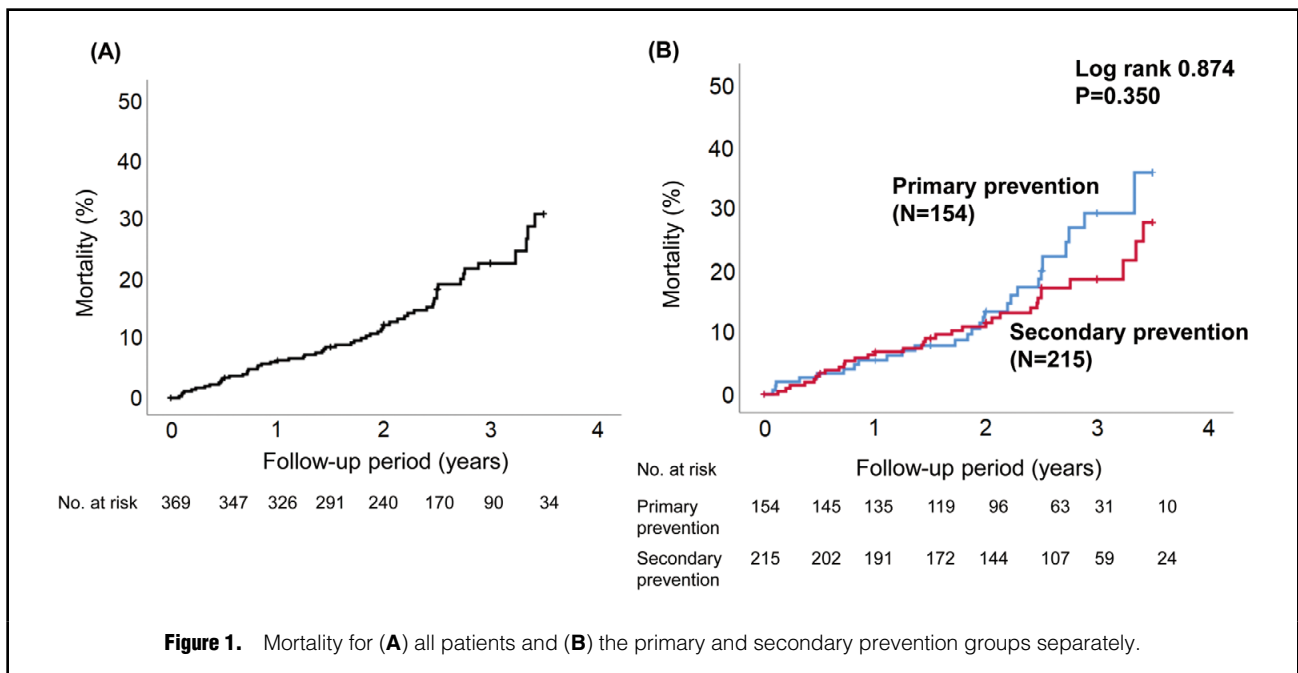 (A)
50
40
30
20
10
0
Mortality (%)
0 1 2 3 4
Follow-up period (years)
No. at risk 369 347 326 291 240 170 90 34
(B)
Log rank 0.874
P=0.350
50
40
30
20
10
0
Mortality (%)
Primary prevention
(N=154)
Secondary prevention
(N=215)
0 1 2 3 4
No. at risk Follow-up period (years)
Primary 154 145 135 119 96 63 31 10
prevention
Secondary 215 202 191 172 144 107 59 24
prevention
Figure 1. Mortality for (A) all patients and (B) the primary and secondary prevention groups separately.